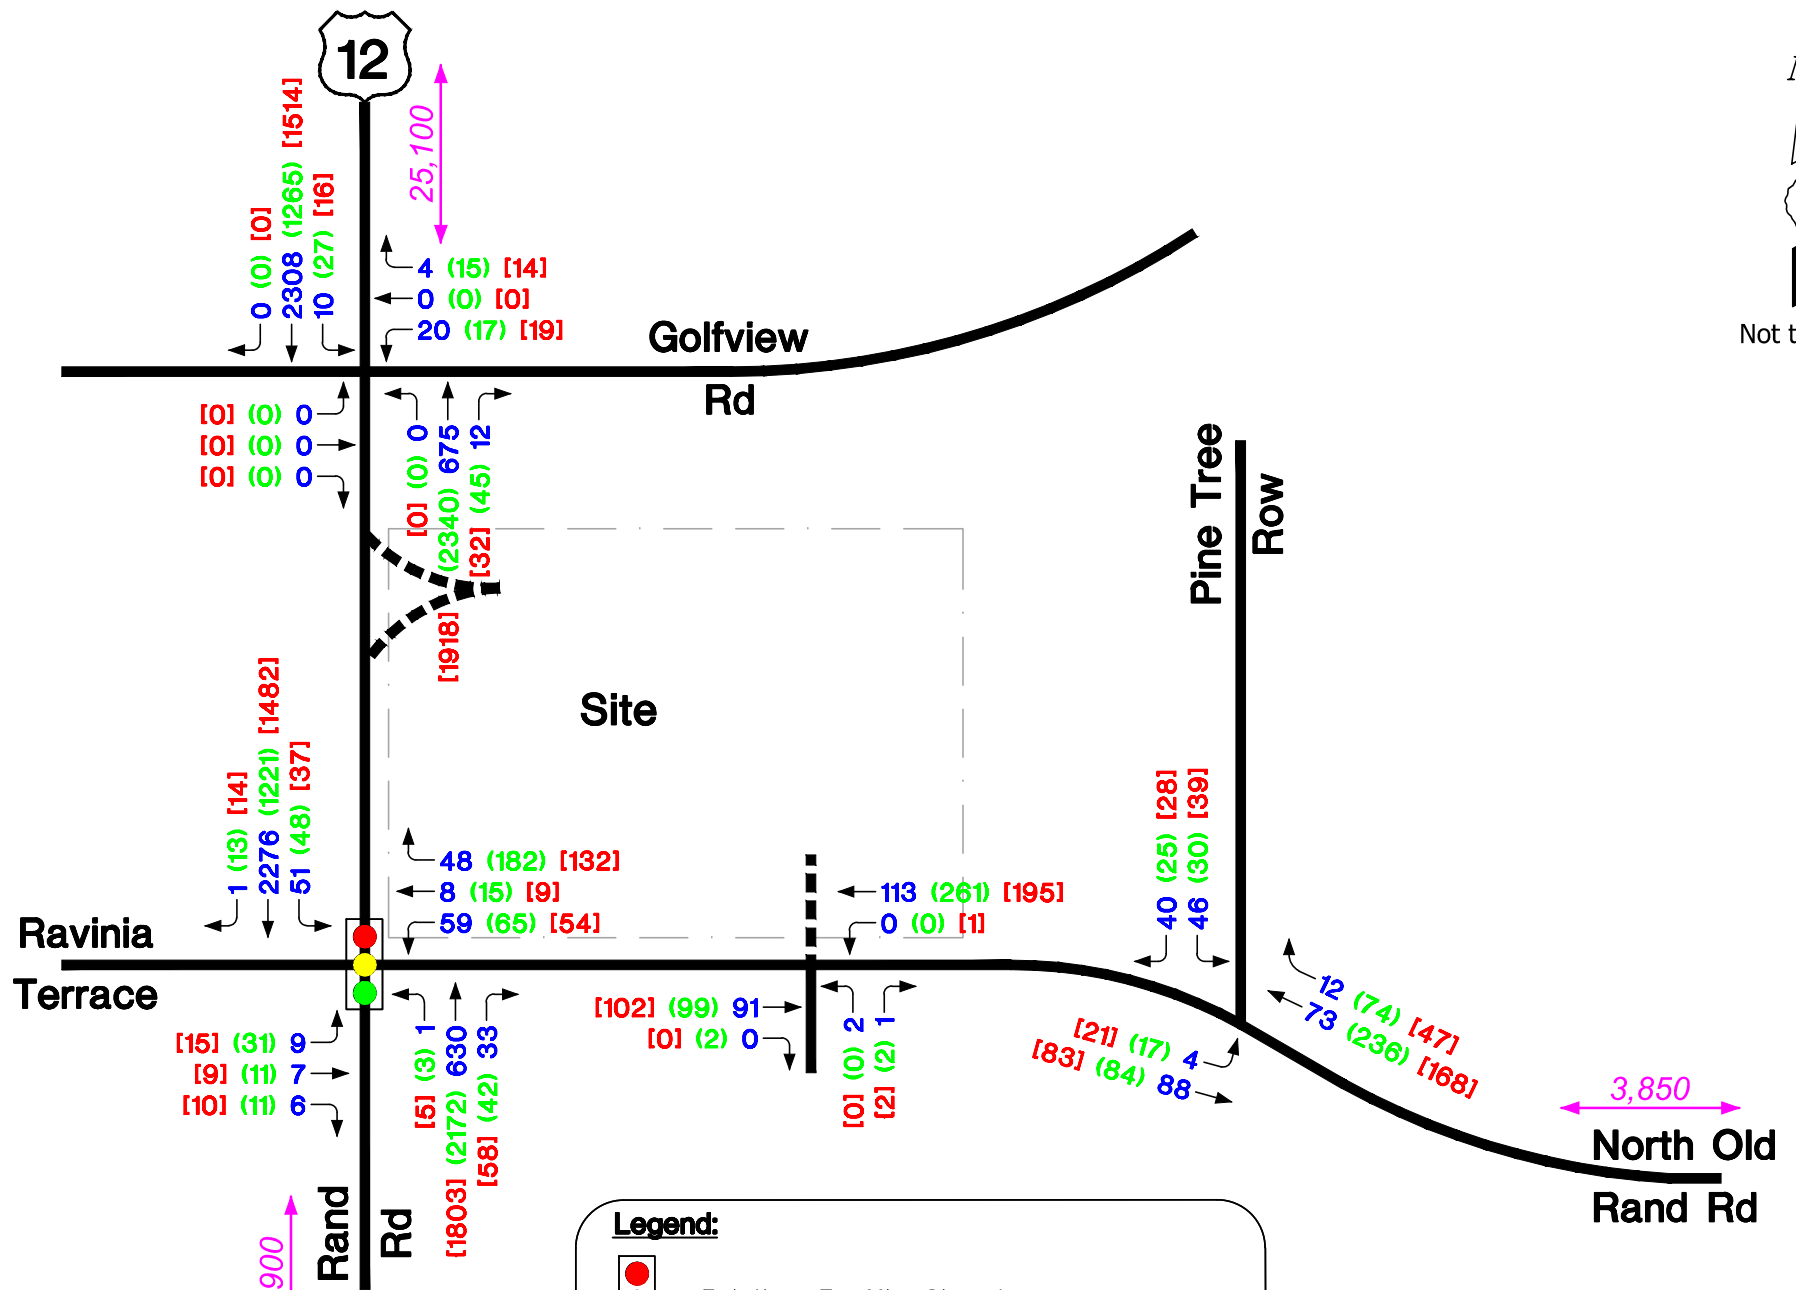 12
25,100
0 (0) [0]
2308 (1265) [1514]
10 (27) [16]
4 (15) [14]
0 (0) [0]
20 (17) [19]
Golfview
Rd
[0] (0) 0
[0] (0) 0
[0] (0) 0
[0] (0) 0
[1918] (2340) 675
[32] (45) 12
Pine Tree
Row
Site
1 (13) [14]
2276 (1221) [1482]
51 (48) [37]
48 (182) [132]
8 (15) [9]
59 (65) [54]
113 (261) [195]
0 (0) [1]
40 (25) [28]
46 (30) [39]
Ravinia
Terrace
[15] (31) 9
[9] (11) 7
[10] (11) 6
[5] (3) 1
[1803] (2172) 630
[58] (42) 33
[102] (99) 91
[0] (2) 0
[0] (0) 2
[2] (2) 1
12 (74) [47]
73 (236) [168]
[21] (17) 4
[83] (84) 88
3,850
North Old
Rand Rd
Rand
Rd
900
Legend:
Not t